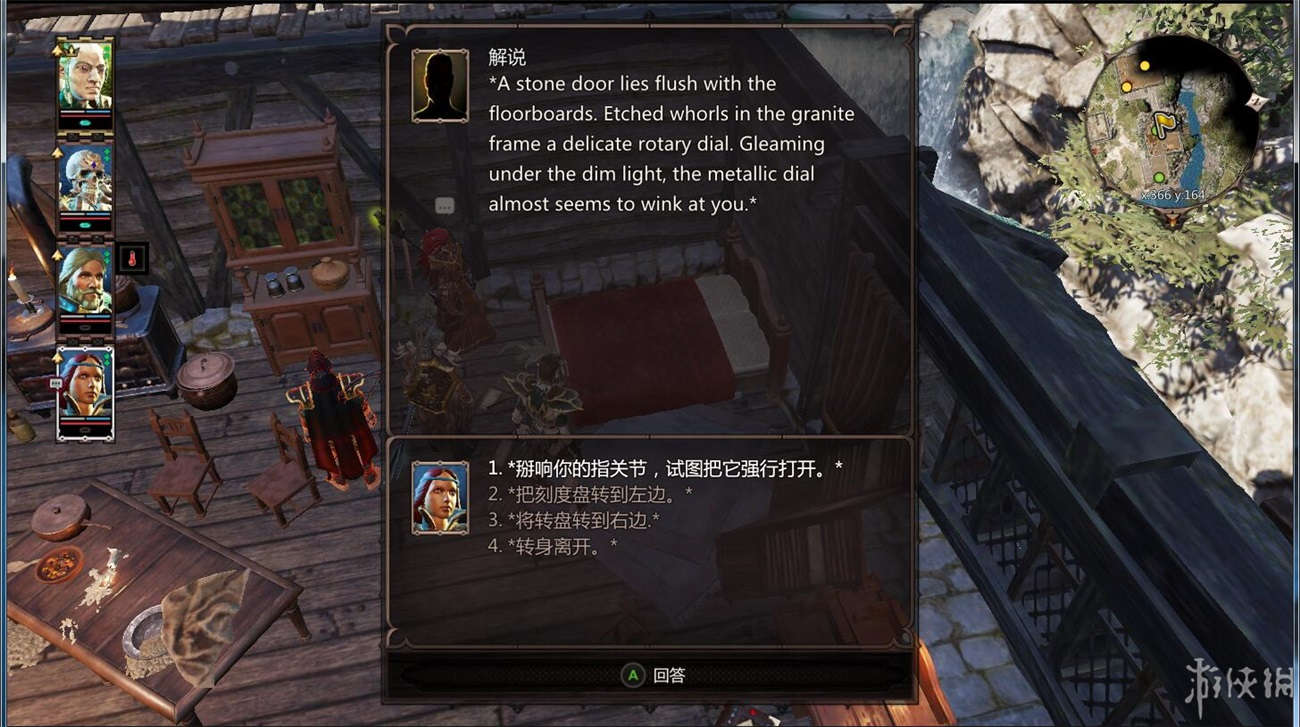 解说
*A stone door lies flush with the
floorboards. Etched whorls in the granite
frame a delicate rotary dial. Gleaming
under the dim light, the metallic dial
almost seems to wink at you.*
x:366 y:164
1. *掰响你的指关节，试图把它强行打开。*
2. *把刻度盘转到左边。*
3. *将转盘转到右边.*
4. *转身离开。*
A 回答
游侠网